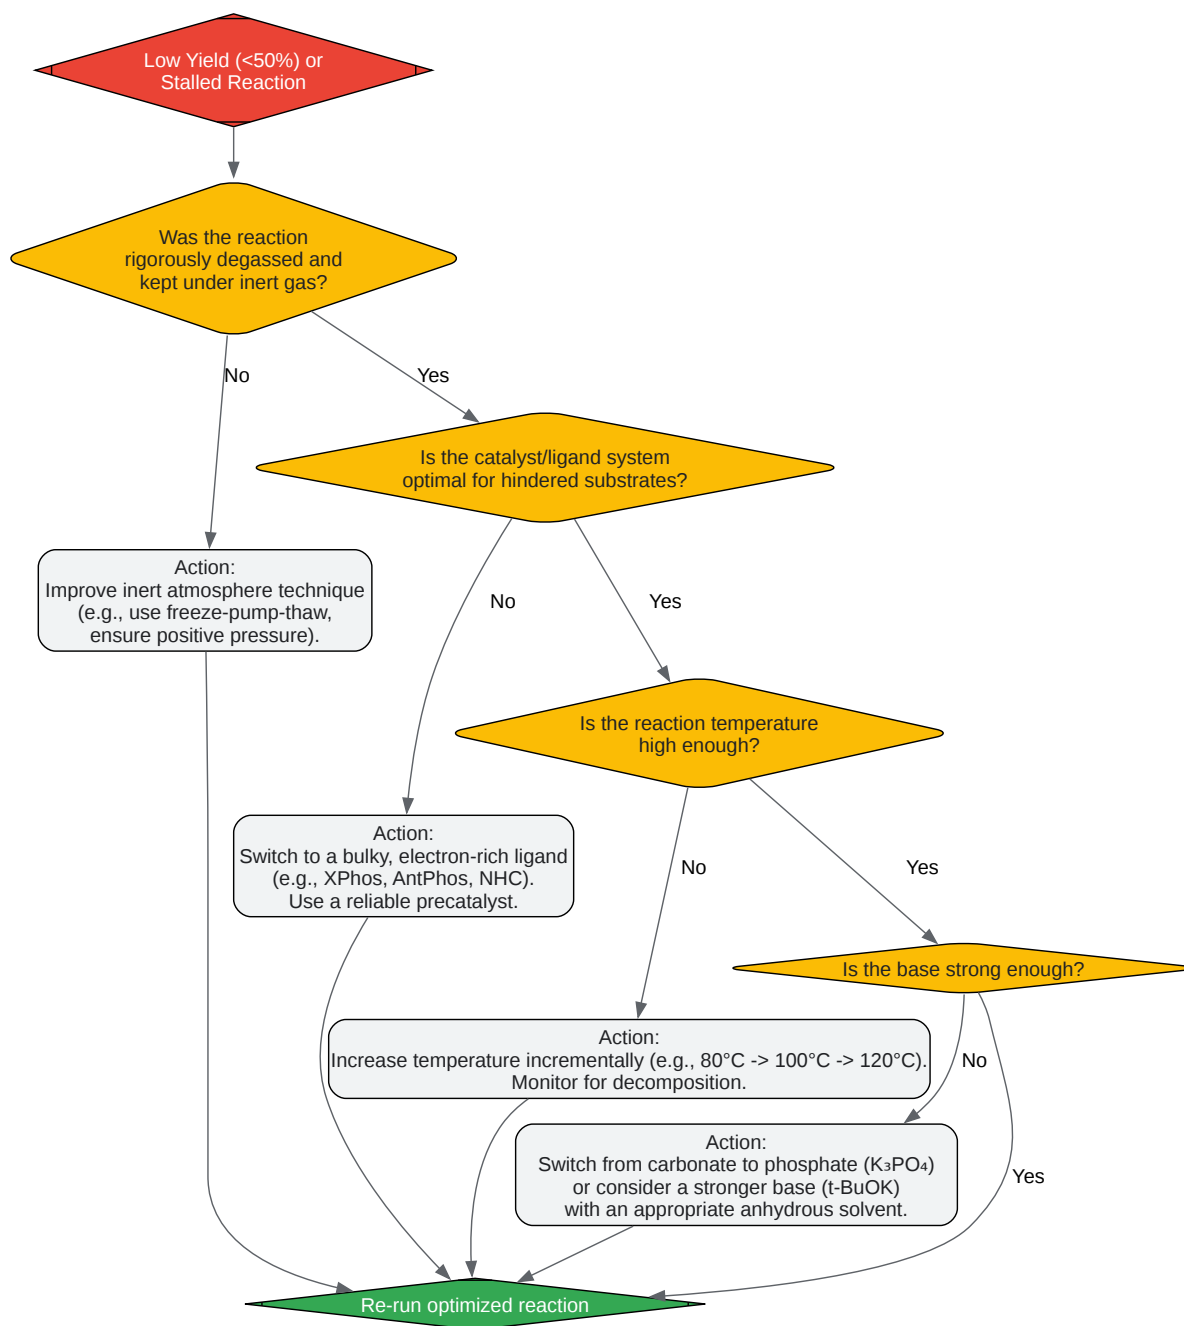 Low Yield (<50%) or
Stalled Reaction
Was the reaction
rigorously degassed and
kept under inert gas?
No
Yes
Is the catalyst/ligand system
optimal for hindered substrates?
Action:
Improve inert atmosphere technique
(e.g., use freeze-pump-thaw,
ensure positive pressure).
No
Yes
Is the reaction temperature
high enough?
Action:
Switch to a bulky, electron-rich ligand
(e.g., XPhos, AntPhos, NHC).
Use a reliable precatalyst.
No
Yes
Is the base strong enough?
Action:
Increase temperature incrementally (e.g., 80°C -> 100°C -> 120°C).
Monitor for decomposition.
No
Action:
Switch from carbonate to phosphate (K₃PO₄)
or consider a stronger base (t-BuOK)
with an appropriate anhydrous solvent.
Yes
Re-run optimized reaction